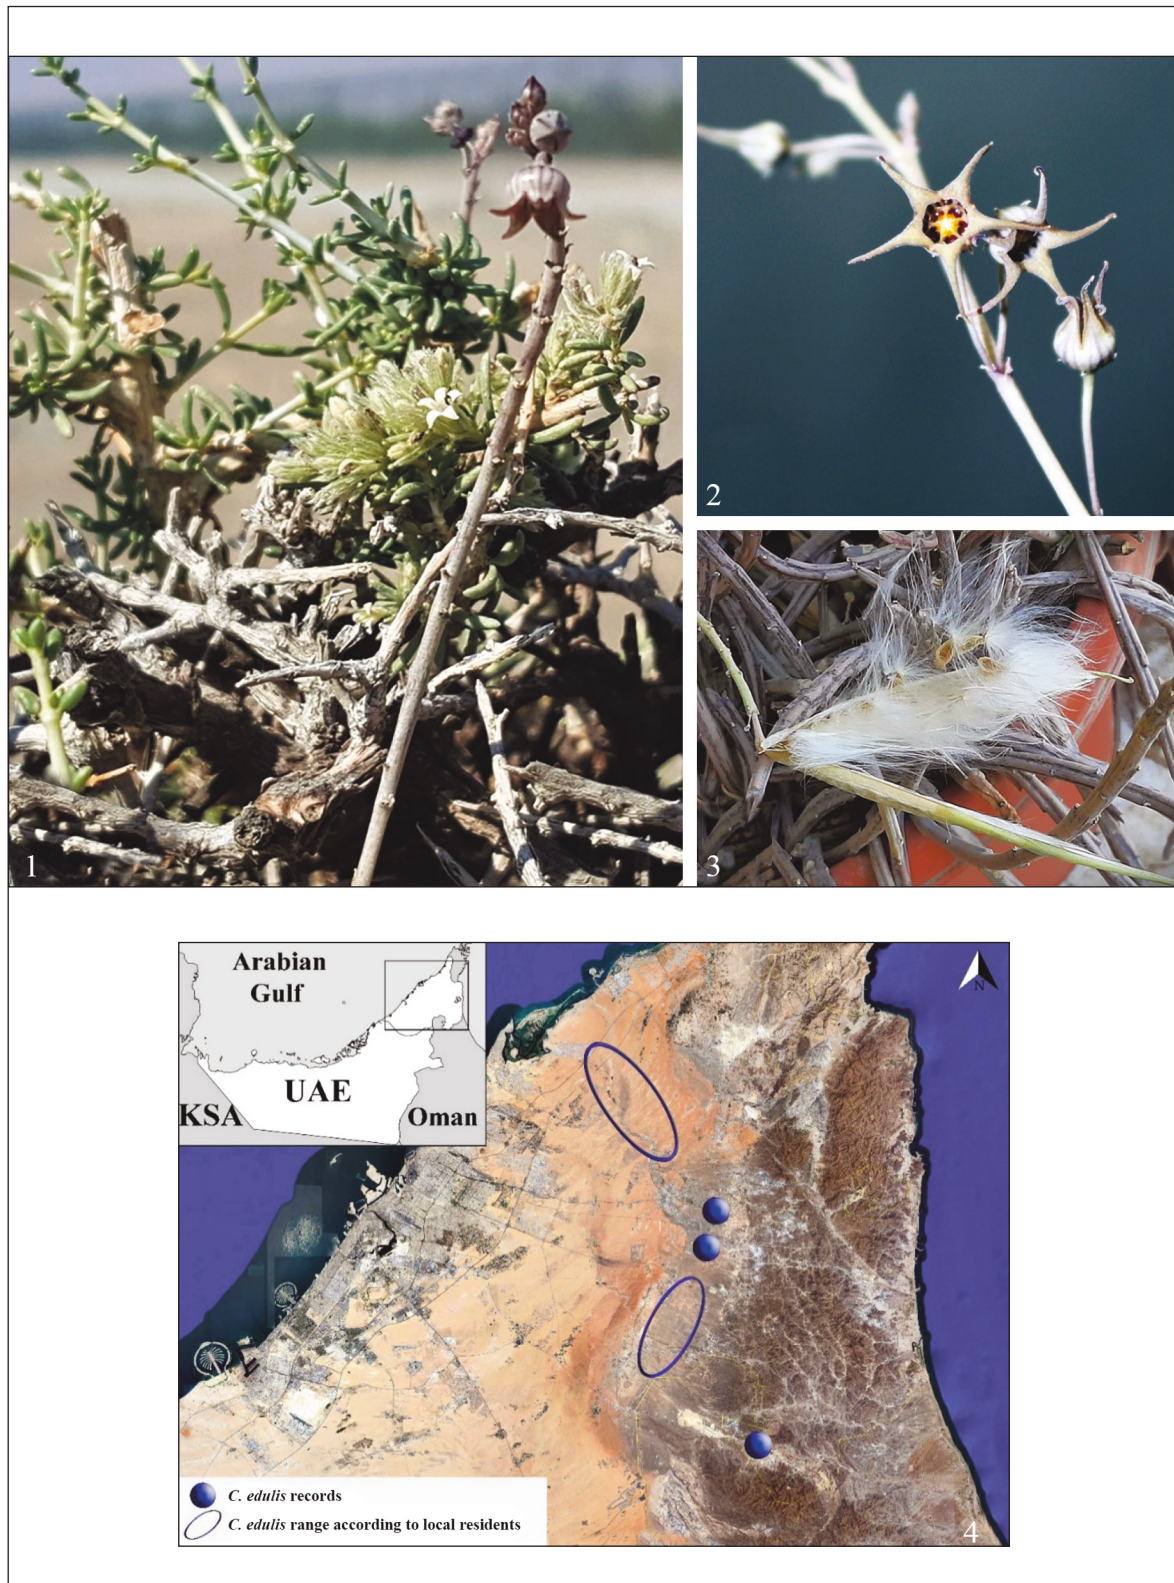 1
2
3
Arabian
Gulf
UAE
KSA
Oman
N
C. edulis records
C. edulis range according to local residents
4